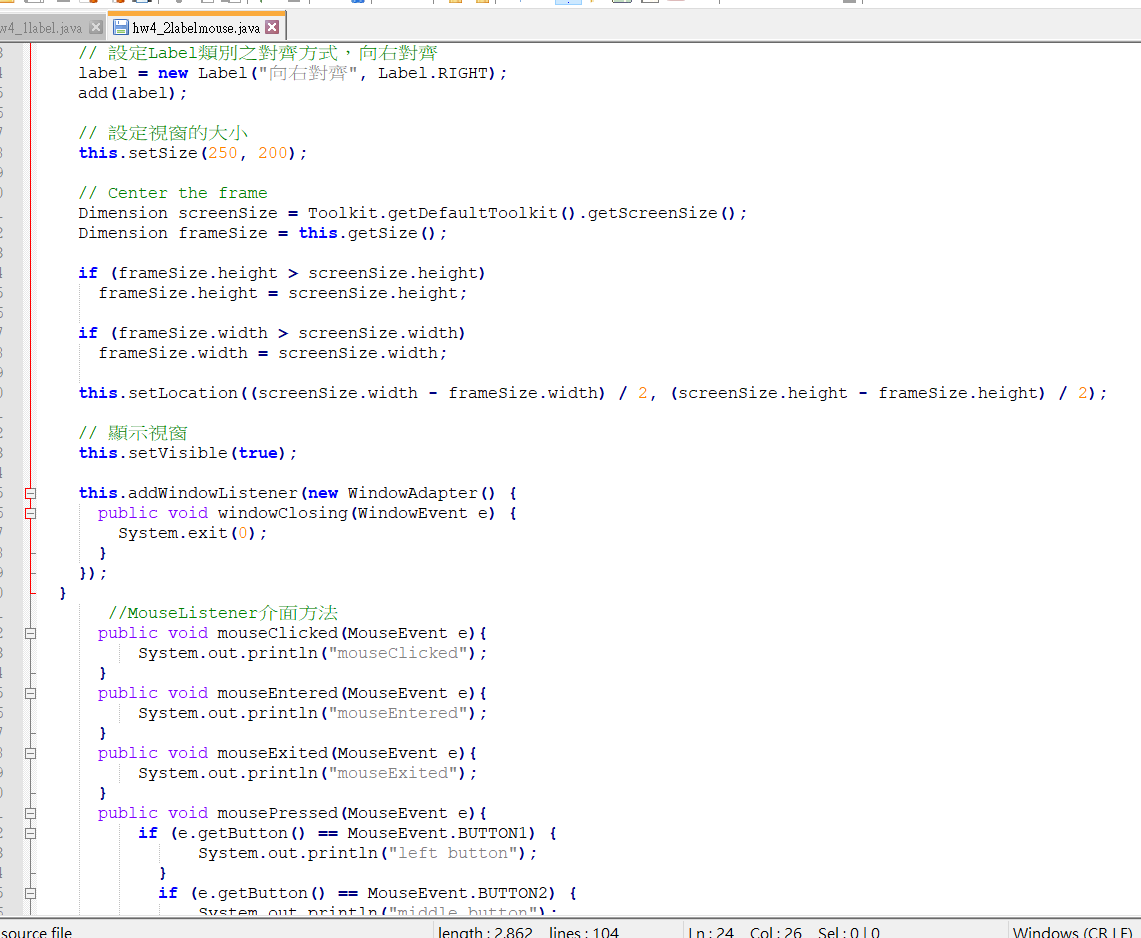 w4_1label.java hw4_2labelmouse.java
// 設定Label類別之對齊方式，向右對齊
label = new Label("向右對齊", Label.RIGHT);
add(label);
// 設定視窗的大小
this.setSize(250, 200);
// Center the frame
Dimension screenSize = Toolkit.getDefaultToolkit().getScreenSize();
Dimension frameSize = this.getSize();
if (frameSize.height > screenSize.height)
frameSize.height = screenSize.height;
if (frameSize.width > screenSize.width)
frameSize.width = screenSize.width;
this.setLocation((screenSize.width - frameSize.width) / 2, (screenSize.height - frameSize.height) / 2);
// 顯示視窗
this.setVisible(true);
this.addWindowListener(new WindowAdapter() {
public void windowClosing(WindowEvent e) {
System.exit(0);
}
});
}
//MouseListener介面方法
public void mouseClicked(MouseEvent e){
System.out.println("mouseClicked");
}
public void mouseEntered(MouseEvent e){
System.out.println("mouseEntered");
}
public void mouseExited(MouseEvent e){
System.out.println("mouseExited");
}
public void mousePressed(MouseEvent e){
if (e.getButton() == MouseEvent.BUTTON1) {
System.out.println("left button");
}
if (e.getButton() == MouseEvent.BUTTON2) {
System.out.println("middle button");
source file length : 2,862 lines : 104 Ln : 24 Col : 26 Sel : 0 | 0 Windows (CR LF)